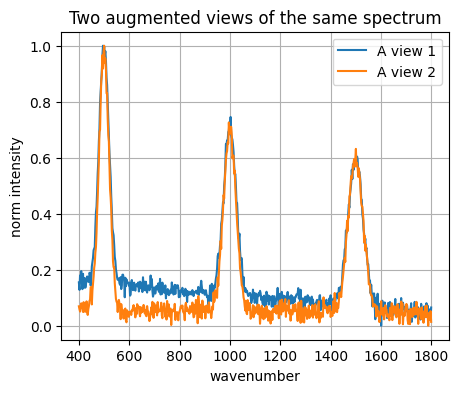 Two augmented views of the same spectrum
A view 1
A view 2
norm intensity
1.0
0.8
0.6
0.4
0.2
0.0
400 600 800 1000 1200 1400 1600 1800
wavenumber